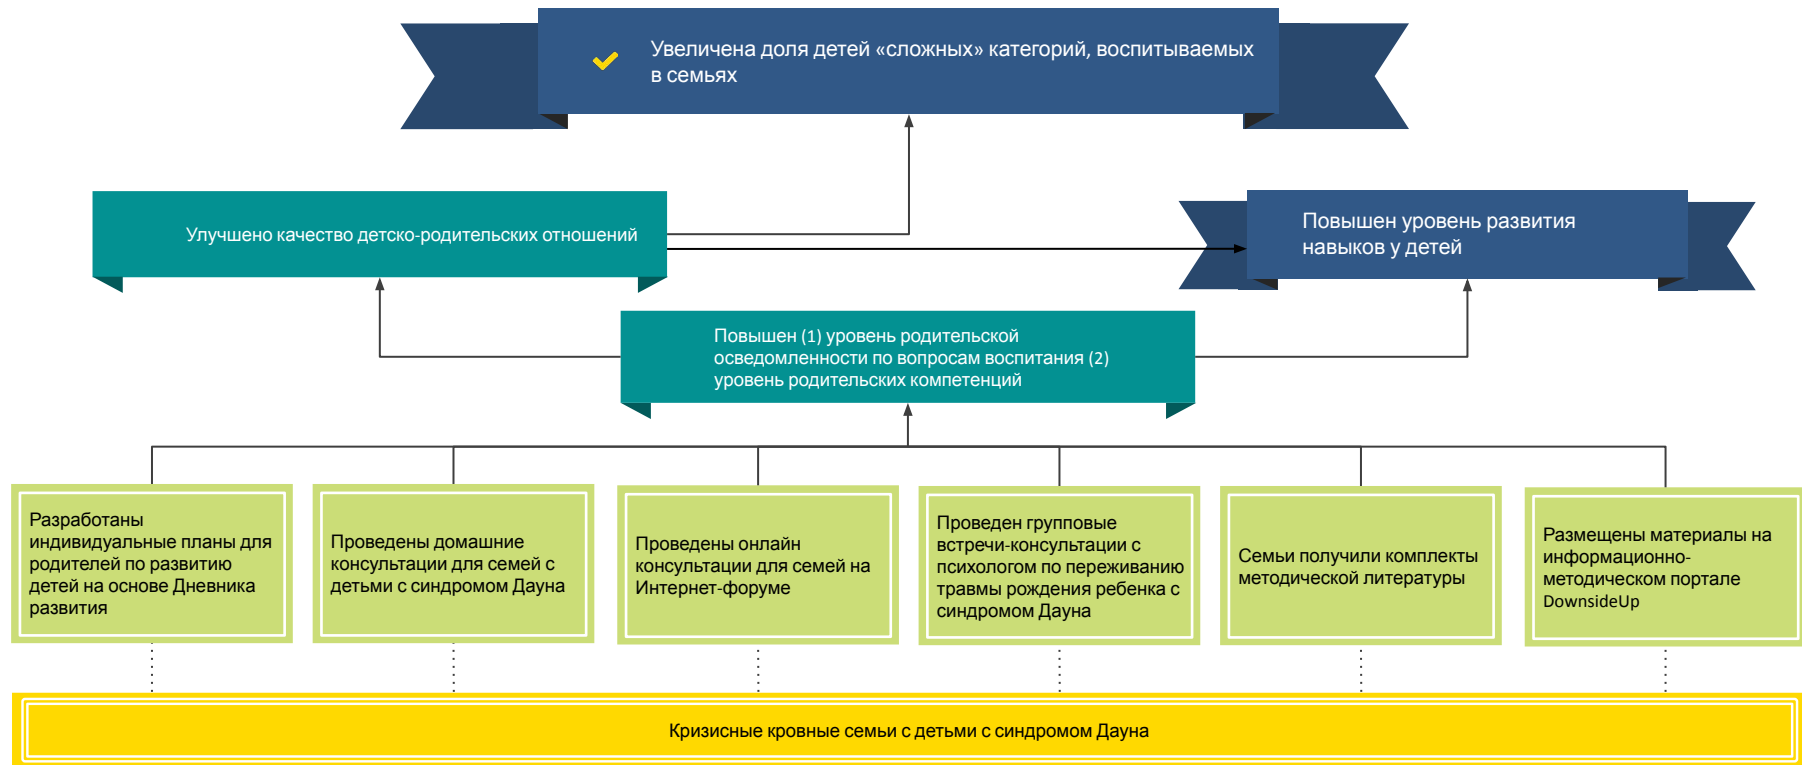 Увеличена доля детей «сложных» категорий, воспитываемых
в семьях
Улучшено качество детско-родительских отношений
Повышен уровень развития
навыков у детей
Повышен (1) уровень родительской
осведомленности по вопросам воспитания (2)
уровень родительских компетенций
Разработаны
индивидуальные планы для
родителей по развитию
детей на основе Дневника
развития
Проведены домашние
консультации для семей с
детьми с синдромом Дауна
Проведены онлайн
консультации для семей на
Интернет-форуме
Проведен групповые
встречи-консультации с
психологом по переживанию
травмы рождения ребенка с
синдромом Дауна
Семьи получили комплекты
методической литературы
Размещены материалы на
информационно-
методическом портале
DownsideUp
Кризисные кровные семьи с детьми с синдромом Дауна